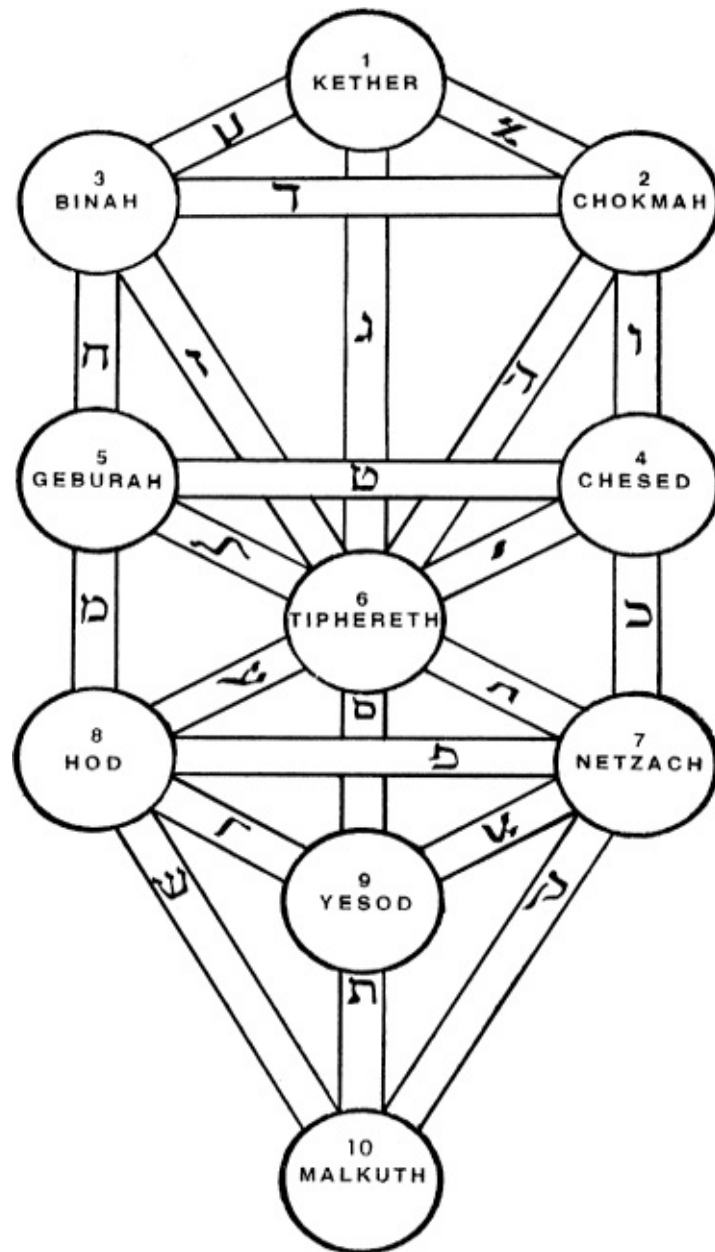 1
KETHER
א
3
BINAH
ד
2
CHOKMAH
ג
ו
ח
ז
ה
5
GEBURAH
ט
4
CHESED
ל
י
6
TIPHERETH
מ
ם
8
HOD
פ
7
NETZACH
ר
9
YESOD
ש
ק
ת
10
MALKUTH